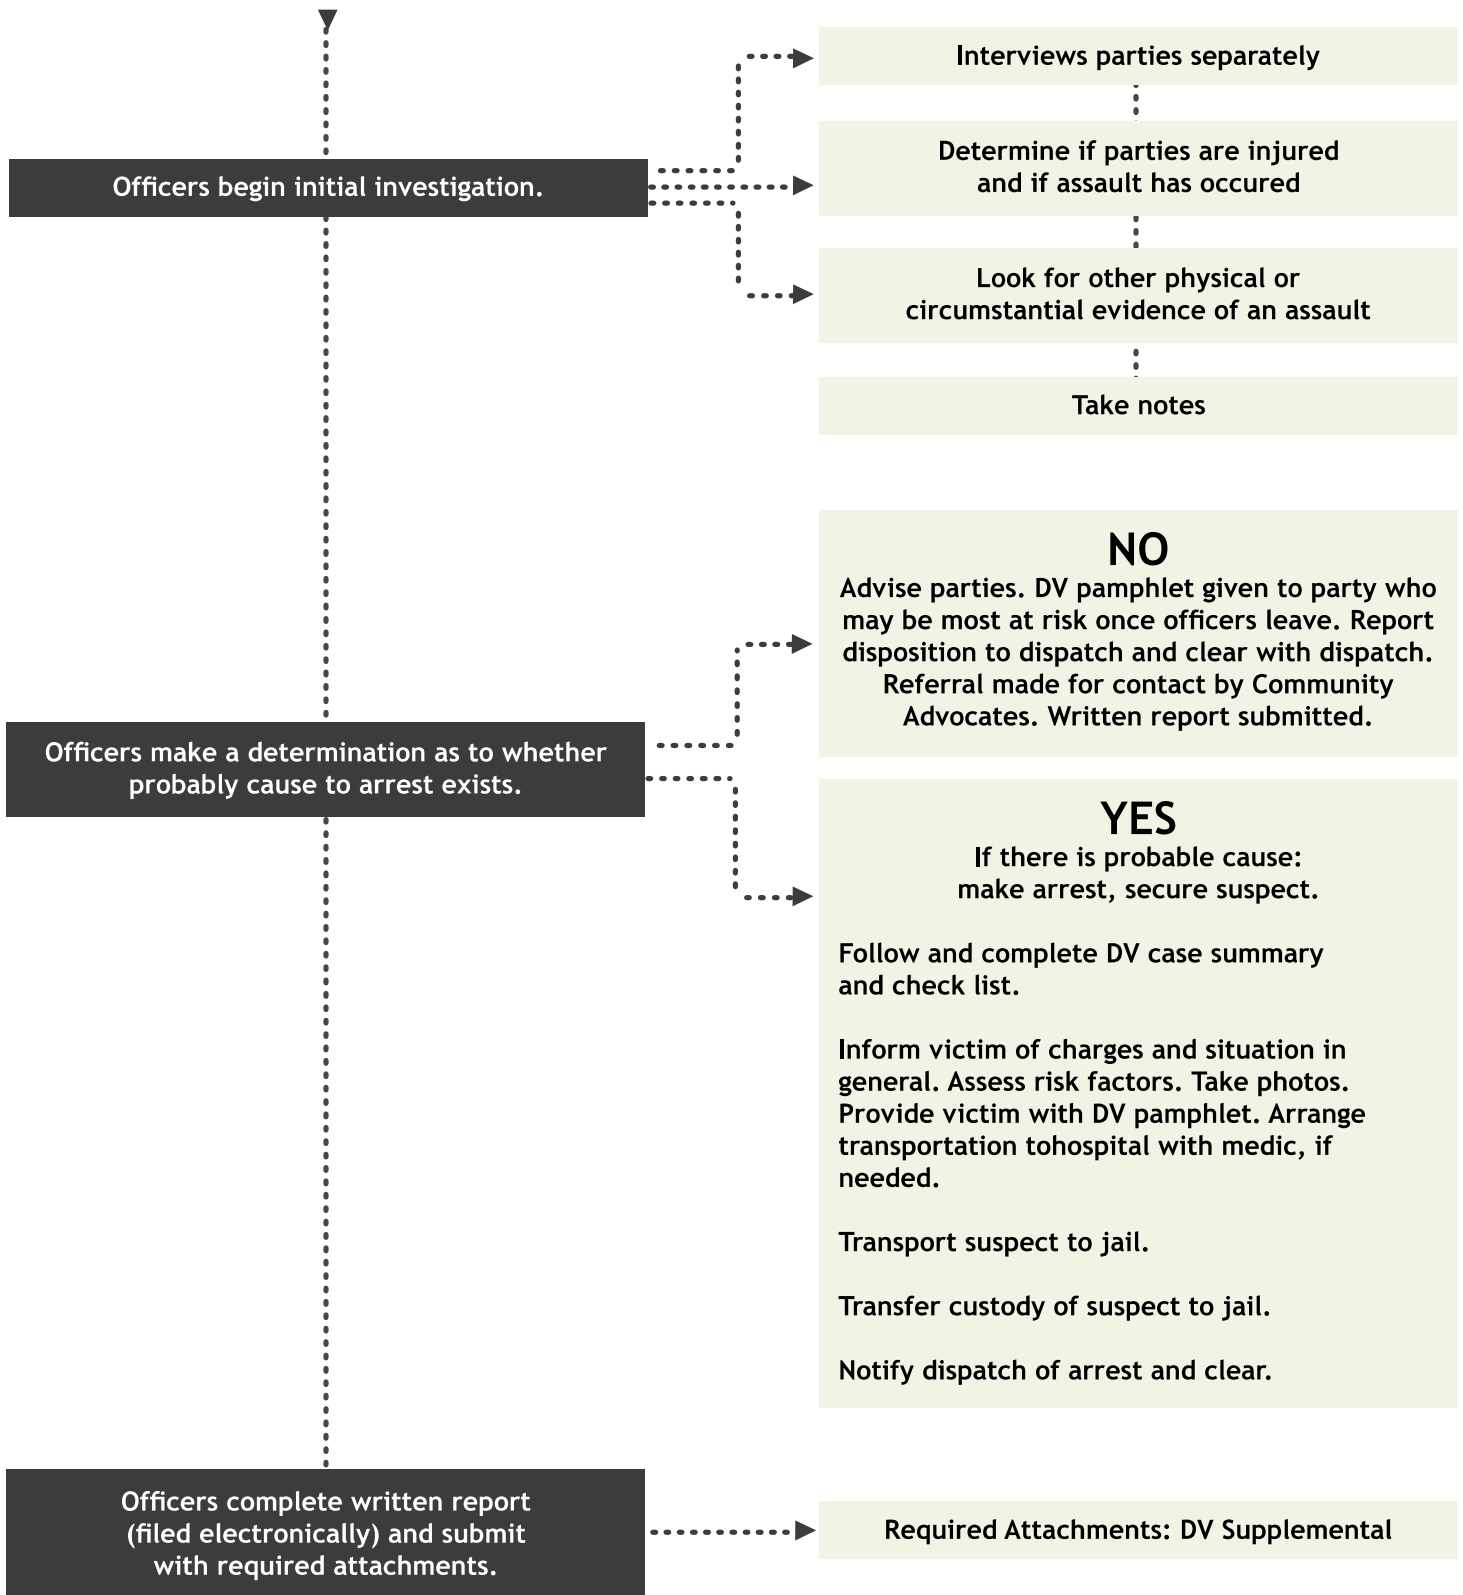 Interviews parties separately
Officers begin initial investigation.
Determine if parties are injured
and if assault has occured
Look for other physical or
circumstantial evidence of an assault
Take notes
Officers make a determination as to whether
probably cause to arrest exists.
NO
Advise parties. DV pamphlet given to party who
may be most at risk once officers leave. Report
disposition to dispatch and clear with dispatch.
Referral made for contact by Community
Advocates. Written report submitted.
YES
If there is probable cause:
make arrest, secure suspect.
Follow and complete DV case summary
and check list.
Inform victim of charges and situation in
general. Assess risk factors. Take photos.
Provide victim with DV pamphlet. Arrange
transportation tohospital with medic, if
needed.
Transport suspect to jail.
Transfer custody of suspect to jail.
Notify dispatch of arrest and clear.
Officers complete written report
(filed electronically) and submit
with required attachments.
Required Attachments: DV Supplemental